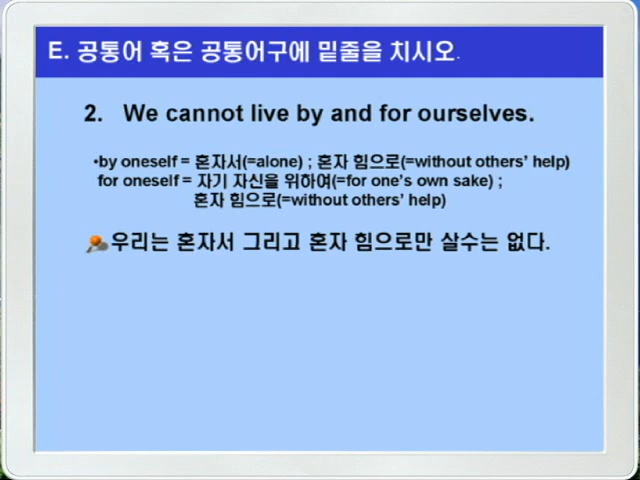 E. 공통어 혹은 공통어구에 밑줄을 치시오.
2. We cannot live by and for ourselves.
•by oneself = 혼자서(=alone) ; 혼자 힘으로(=without others' help)
for oneself = 자기 자신을 위하여(=for one's own sake) ;
혼자 힘으로(=without others' help)
우리는 혼자서 그리고 혼자 힘으로만 살수는 없다.